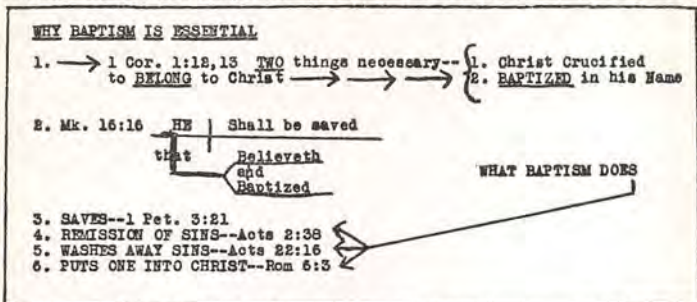 WHY BAPTISM IS ESSENTIAL
1. → 1 Cor. 1:12,13 TWO things necessary-- { 1. Christ Crucified
to BELONG to Christ → → → 2. BAPTIZED in his Name
2. Mk. 16:16 HE | Shall be saved
that Believeth
and
Baptized
WHAT BAPTISM DOES
3. SAVES--1 Pet. 3:21
4. REMISSION OF SINS--Acts 2:38
5. WASHES AWAY SINS--Acts 22:16
6. PUTS ONE INTO CHRIST--Rom 6:3